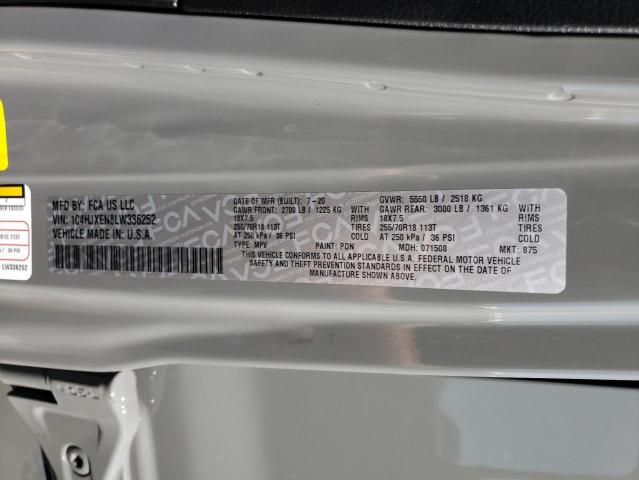 MFD BY: FCA US LLC
VIN: 1C4HJXEN3LW336252
VEHICLE MADE IN U.S.A.
DATE OF MFR (BUILT): 7-20
GAWR FRONT: 2700 LB / 1225 KG WITH
18X7.5 RIMS
255/70R18 113T TIRES
AT 250 kPa / 36 PSI COLD
TYPE: MPV PAINT: PDN
GVWR: 5550 LB / 2518 KG
GAWR REAR: 3000 LB / 1361 KG WITH
18X7.5 RIMS
255/70R18 113T TIRES
AT 250 kPa / 36 PSI COLD
MDH: 071508 MKT: 875
THIS VEHICLE CONFORMS TO ALL APPLICABLE U.S.A. FEDERAL MOTOR VEHICLE
SAFETY AND THEFT PREVENTION STANDARDS IN EFFECT ON THE DATE OF
MANUFACTURE SHOWN ABOVE.
LW336252